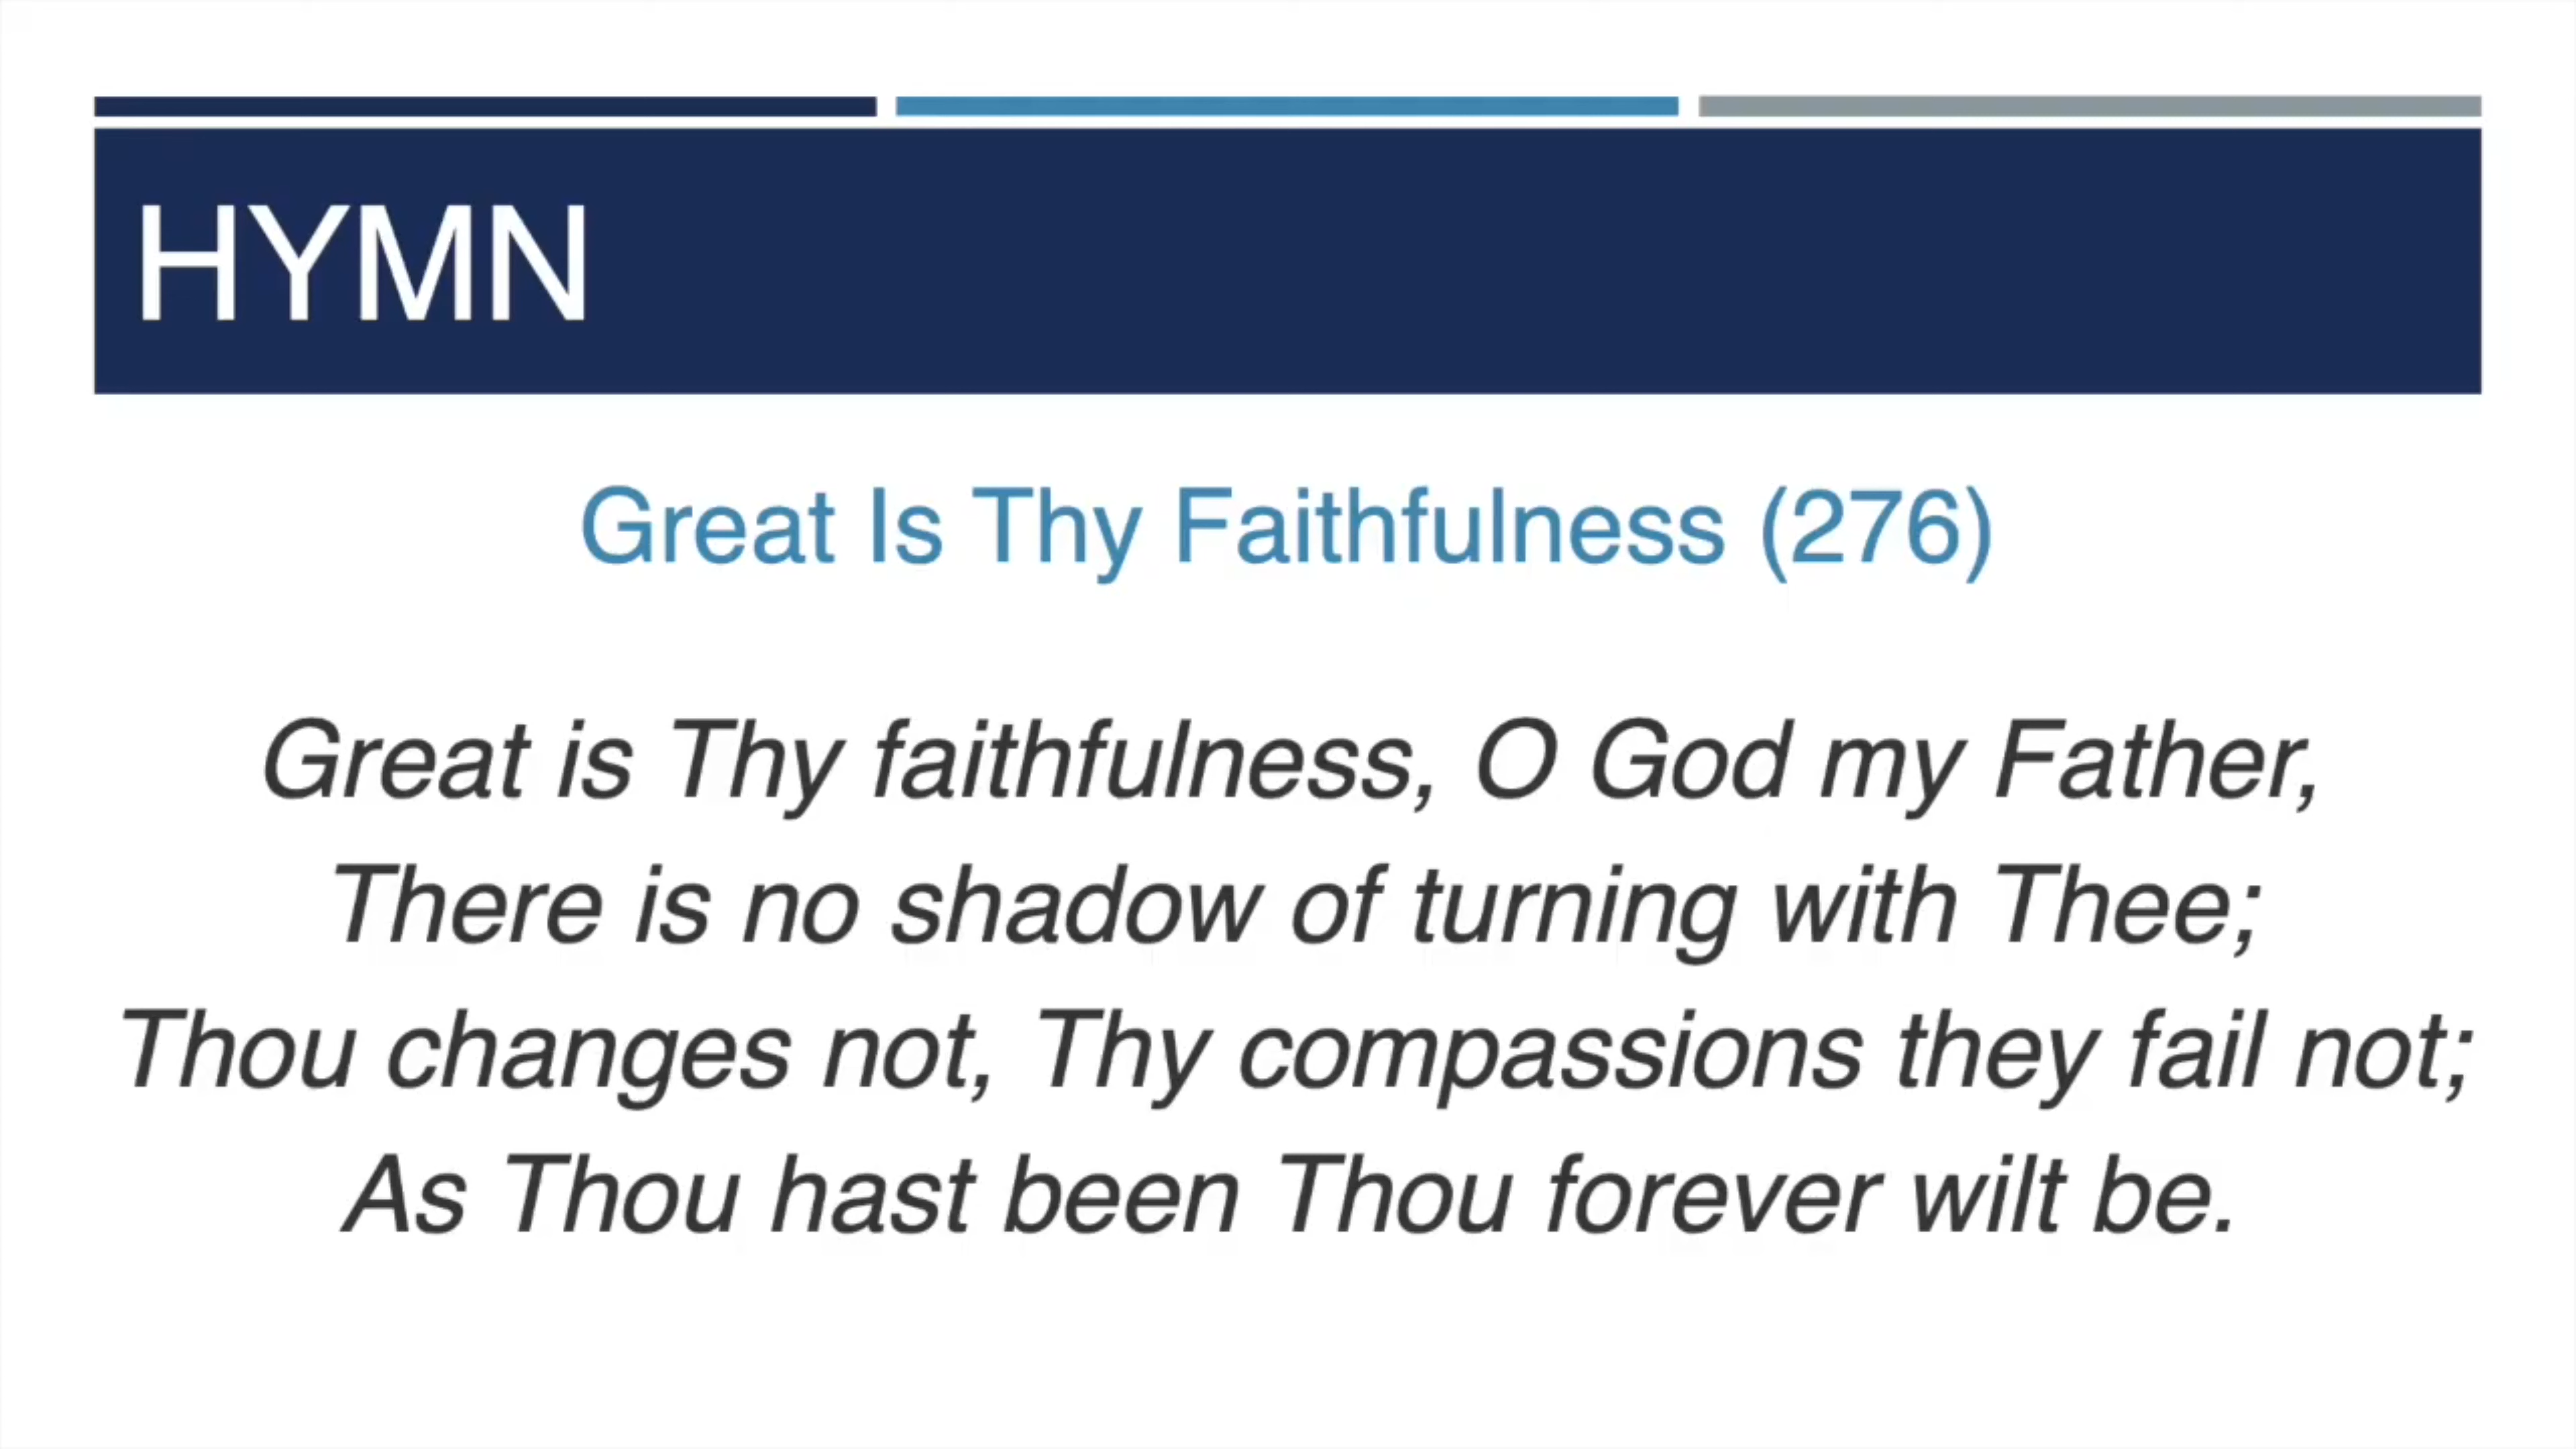 HYMN
Great Is Thy Faithfulness (276)
Great is Thy faithfulness, O God my Father,
There is no shadow of turning with Thee;
Thou changes not, Thy compassions they fail not;
As Thou hast been Thou forever wilt be.